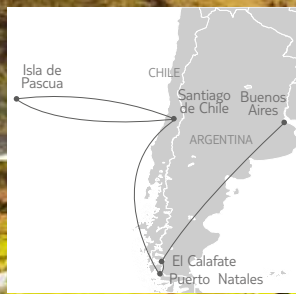 Isla de
Pascua
CHILE
Santiago
de Chile
Buenos
Aires
ARGENTINA
El Calafate
Puerto Natales